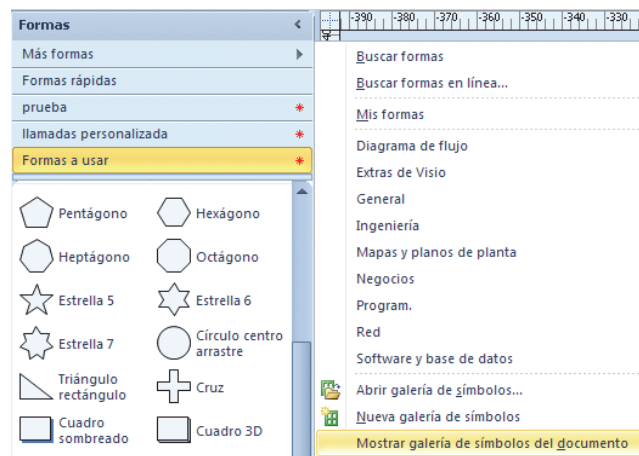 Formas
Más formas
Formas rápidas
prueba
llamadas personalizada
Formas a usar
Pentágono
Hexágono
Heptágono
Octágono
Estrella 5
Estrella 6
Estrella 7
Círculo centro
arrastre
Triángulo
rectángulo
Cruz
Cuadro
sombreado
Cuadro 3D
-390 -380 -370 -360 -350 -340 -330
Buscar formas
Buscar formas en línea...
Mis formas
Diagrama de flujo
Extras de Visio
General
Ingeniería
Mapas y planos de planta
Negocios
Program.
Red
Software y base de datos
Abrir galería de símbolos...
Nueva galería de símbolos
Mostrar galería de símbolos del documento